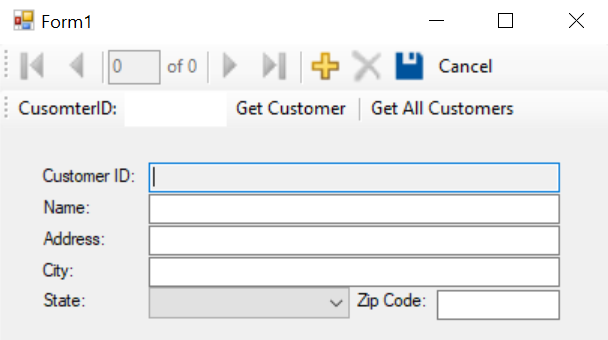 Form1
0 of 0 Cancel
CusomterID: Get Customer Get All Customers
Customer ID:
Name:
Address:
City:
State: Zip Code: